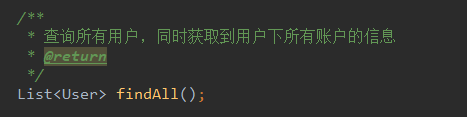 /**
* 查询所有用户，同时获取到用户下所有账户的信息
* @return
*/
List<User> findAll();